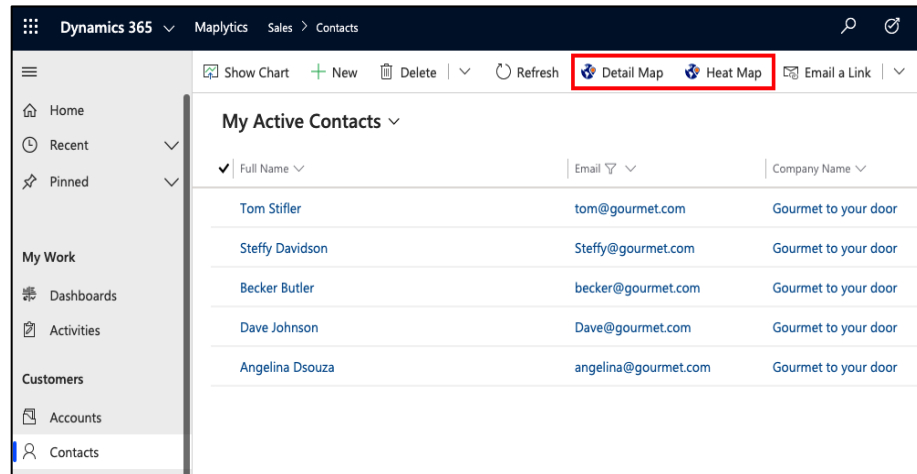 Dynamics 365 Maplytics Sales > Contacts
Show Chart New Delete Refresh Detail Map Heat Map Email a Link
Home
Recent
Pinned
My Work
Dashboards
Activities
Customers
Accounts
Contacts
My Active Contacts
Full Name Email Company Name
Tom Stifler tom@gourmet.com Gourmet to your door
Steffy Davidson Steffy@gourmet.com Gourmet to your door
Becker Butler becker@gourmet.com Gourmet to your door
Dave Johnson Dave@gourmet.com Gourmet to your door
Angelina Dsouza angelina@gourmet.com Gourmet to your door